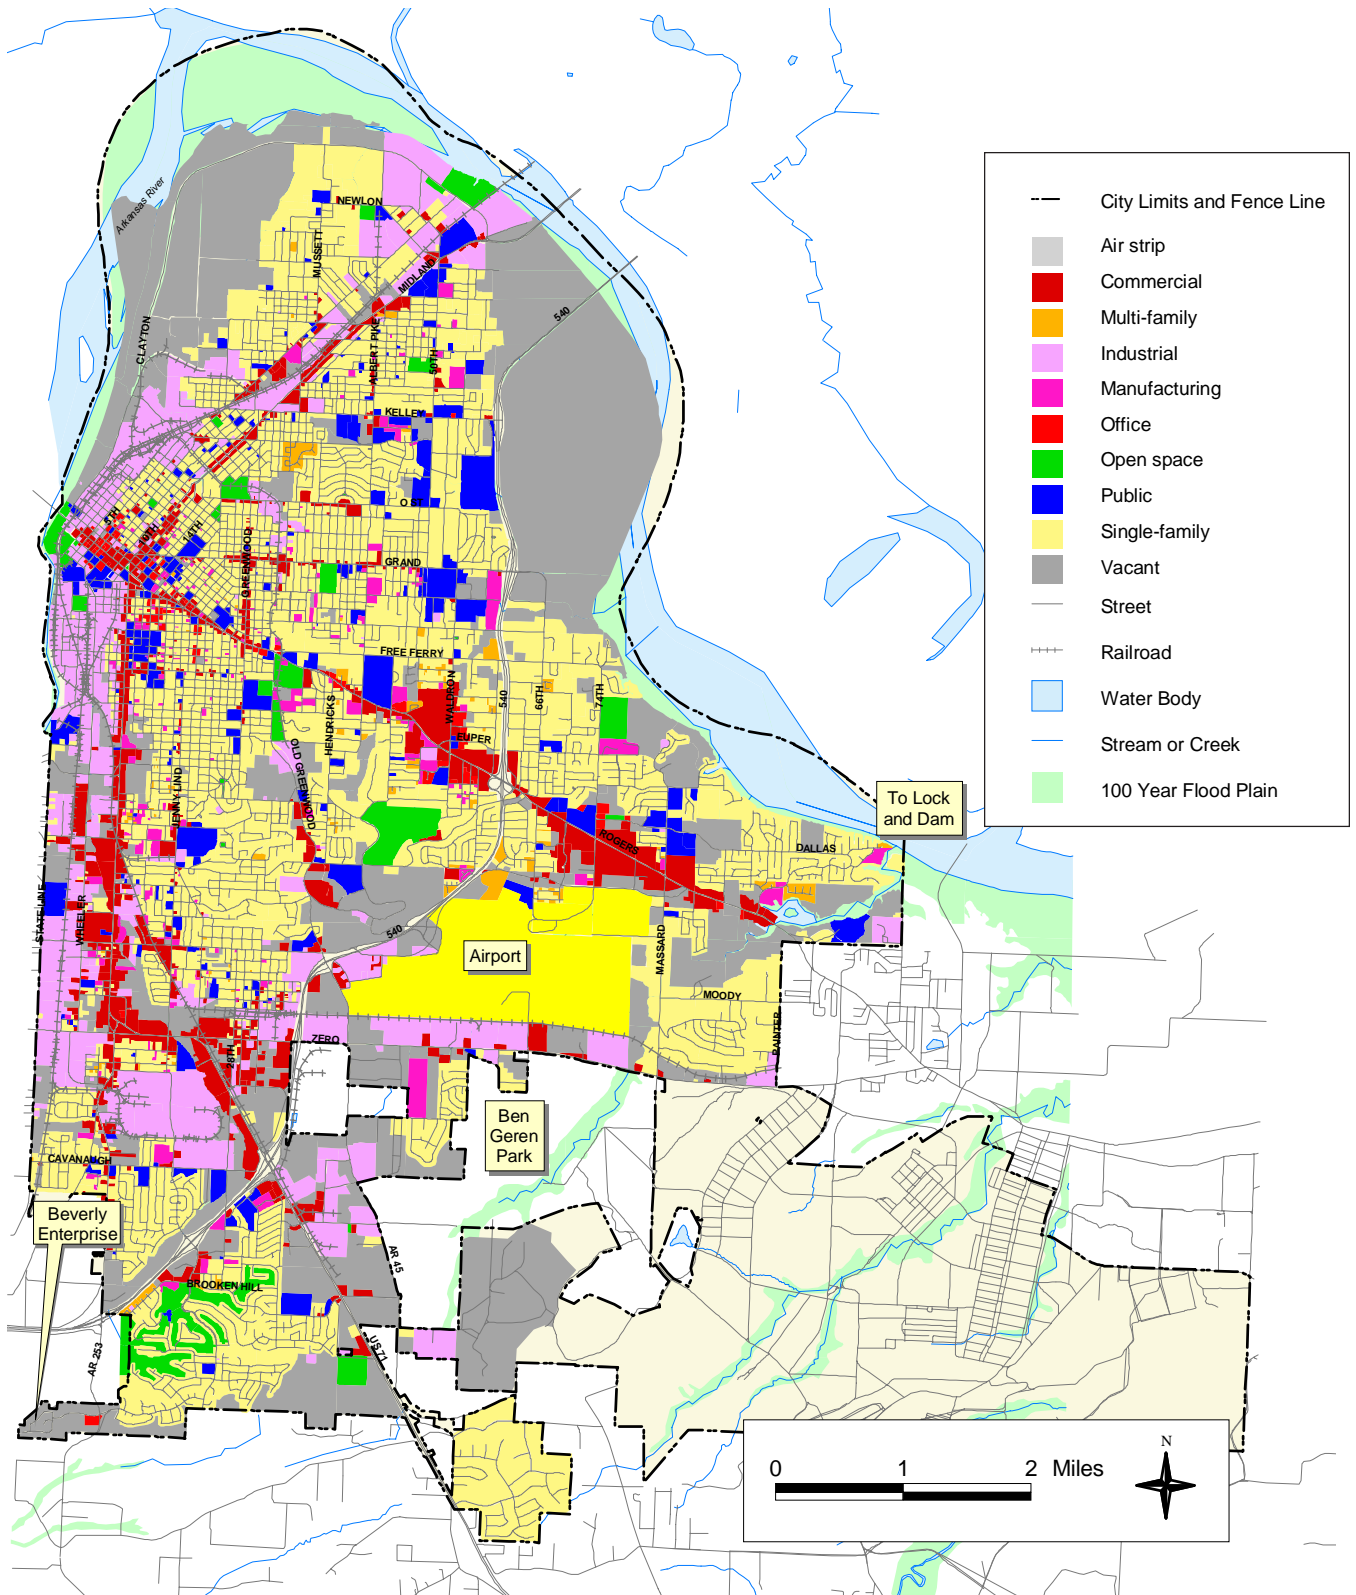 City Limits and Fence Line
Air strip
Commercial
Multi-family
Industrial
Manufacturing
Office
Open space
Public
Single-family
Vacant
Street
Railroad
Water Body
Stream or Creek
100 Year Flood Plain
Arkansas River
NEWLON
MUSSETT
MIDLAND
540
CLAYTON
ALBERT PIKE
50TH
KELLEY
O ST
5TH
10TH
14TH
GREENWOOD
GRAND
FREE FERRY
WALDRON
540
66TH
74TH
HENDRICKS
EUPER
OLD GREENWOOD
JENNY LIND
To Lock
and Dam
ROGERS
DALLAS
STATE LINE
WHEELER
540
Airport
MASSARD
MOODY
PAINTER
ZERO
28TH
Ben
Geren
Park
CAVANAUGH
Beverly
Enterprise
AR 45
BROOKEN HILL
US71
AR 253
0 1 2 Miles
N